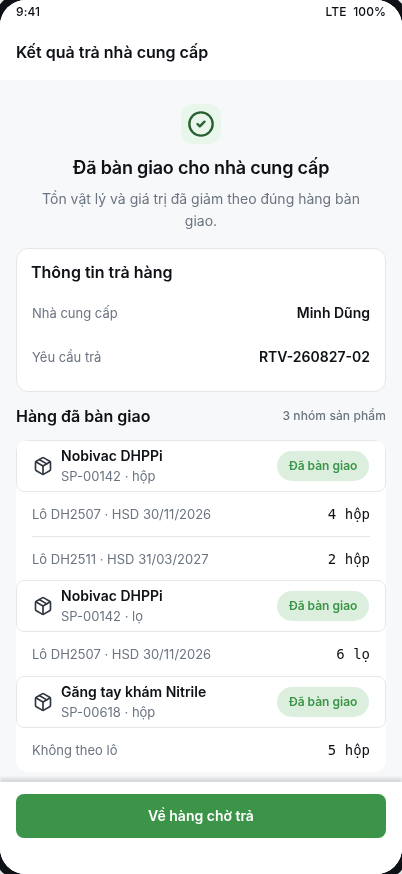 9:41
LTE 100%
Kết quả trả nhà cung cấp
Đã bàn giao cho nhà cung cấp
Tồn vật lý và giá trị đã giảm theo đúng hàng bàn
giao.
Thông tin trả hàng
Nhà cung cấp
Minh Dũng
Yêu cầu trả
RTV-260827-02
Hàng đã bàn giao
3 nhóm sản phẩm
Nobivac DHPPi
SP-00142 · hộp
Đã bàn giao
Lô DH2507 · HSD 30/11/2026
4 hộp
Lô DH2511 · HSD 31/03/2027
2 hộp
Nobivac DHPPi
SP-00142 · lọ
Đã bàn giao
Lô DH2507 · HSD 30/11/2026
6 lọ
Găng tay khám Nitrile
SP-00618 · hộp
Đã bàn giao
Không theo lô
5 hộp
Về hàng chờ trả